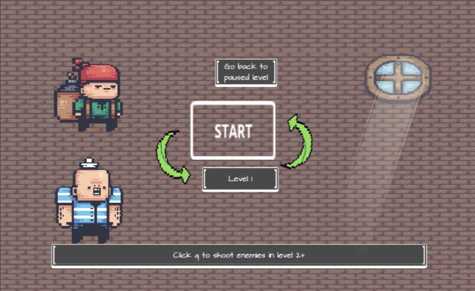 Go back to
paused level
START
Level 1
Click q to shoot enemies in level 2+